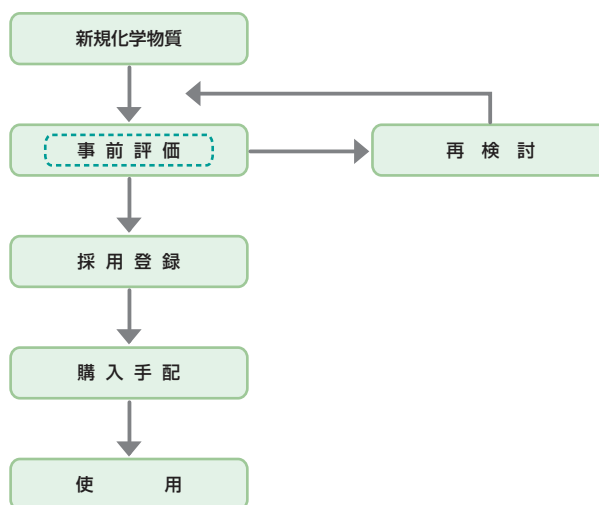 新規化学物質
事前評価
再検討
採用登録
購入手配
使用